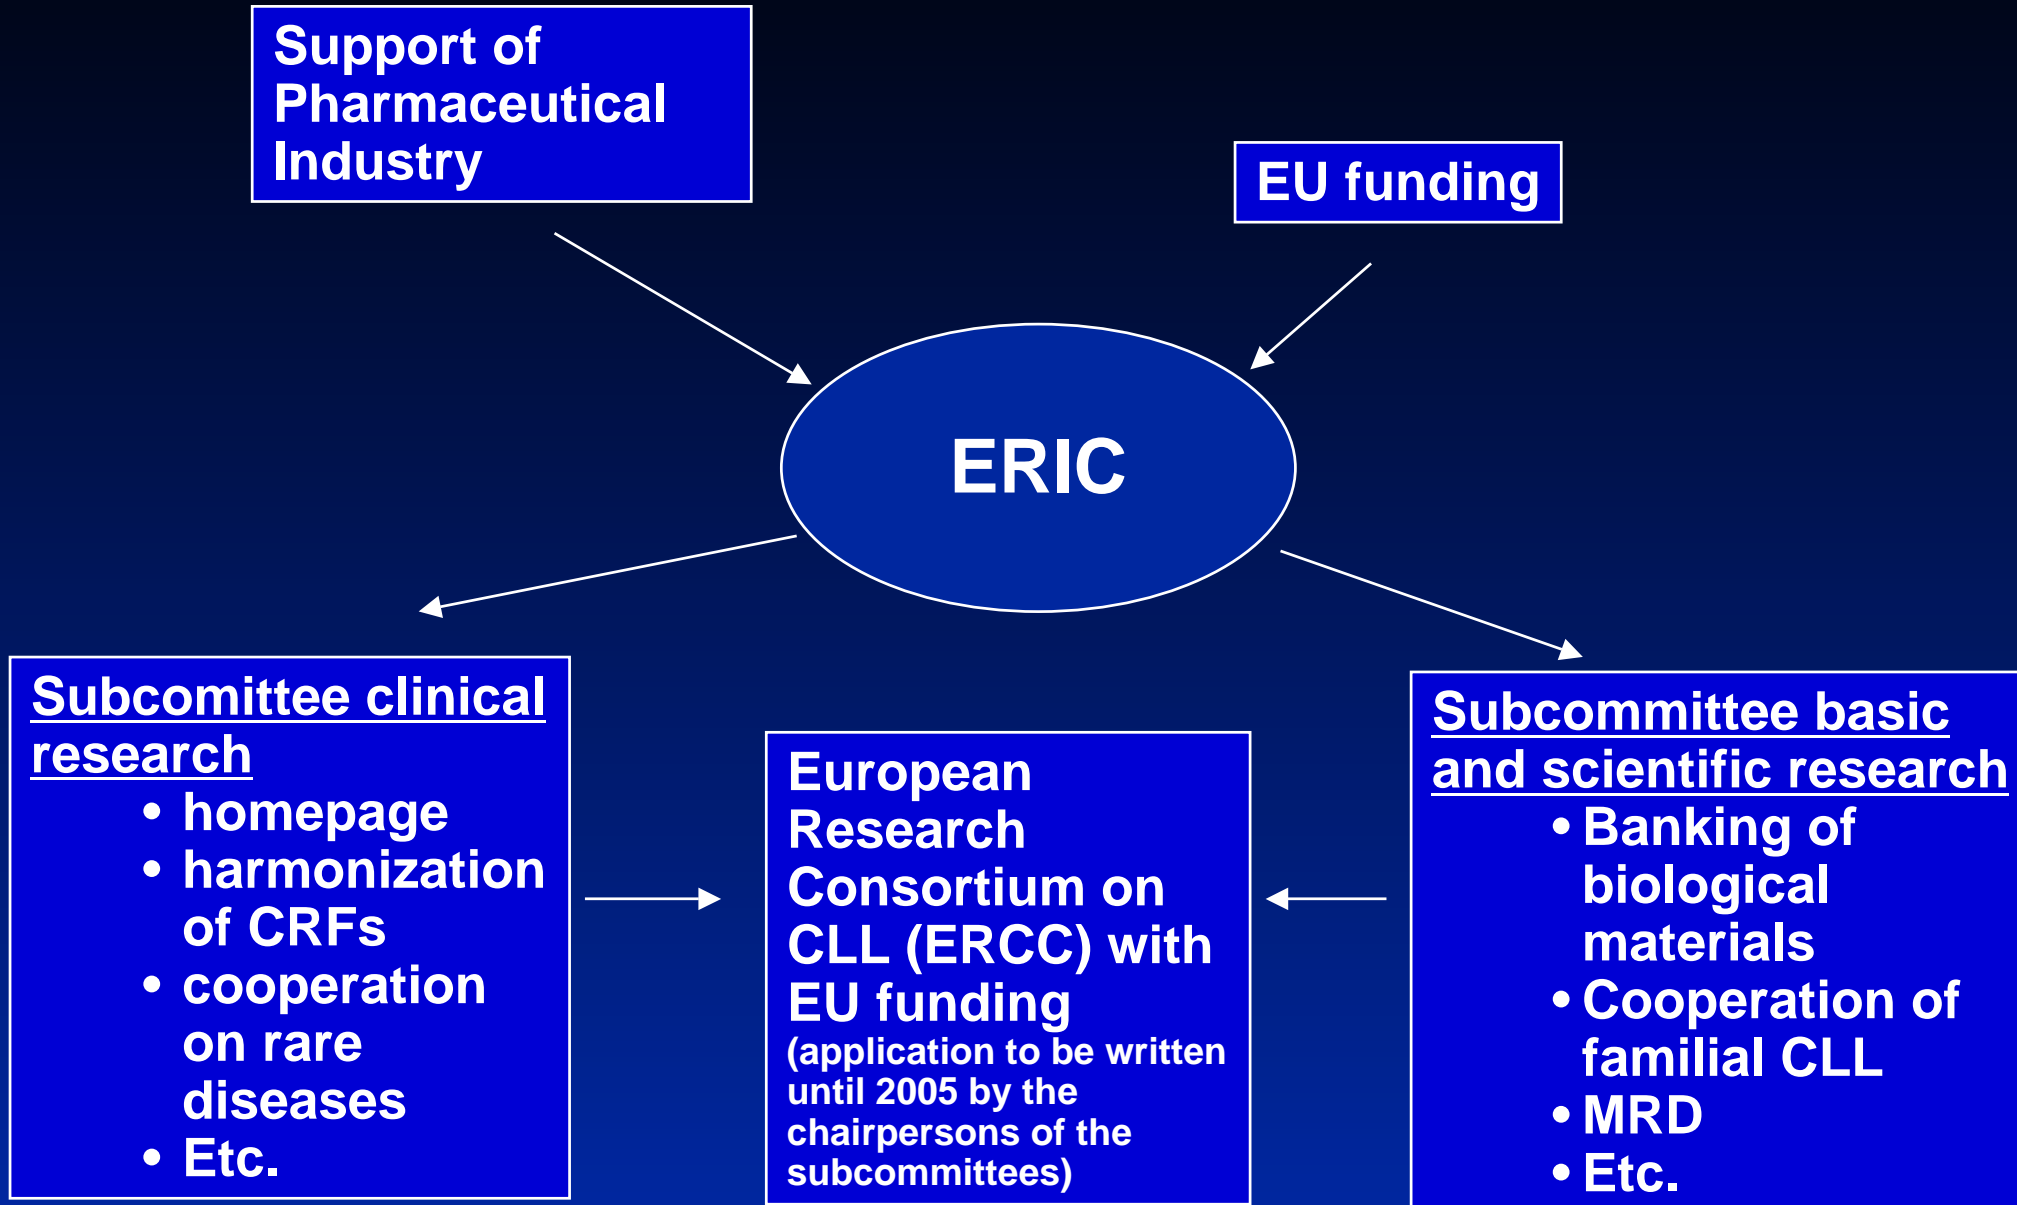 Support of
Pharmaceutical
Industry
EU funding
ERIC
Subcomittee clinical
research
• homepage
• harmonization
of CRFs
• cooperation
on rare
diseases
• Etc.
European
Research
Consortium on
CLL (ERCC) with
EU funding
(application to be written
until 2005 by the
chairpersons of the
subcommittees)
Subcommittee basic
and scientific research
• Banking of
biological
materials
• Cooperation of
familial CLL
• MRD
• Etc.